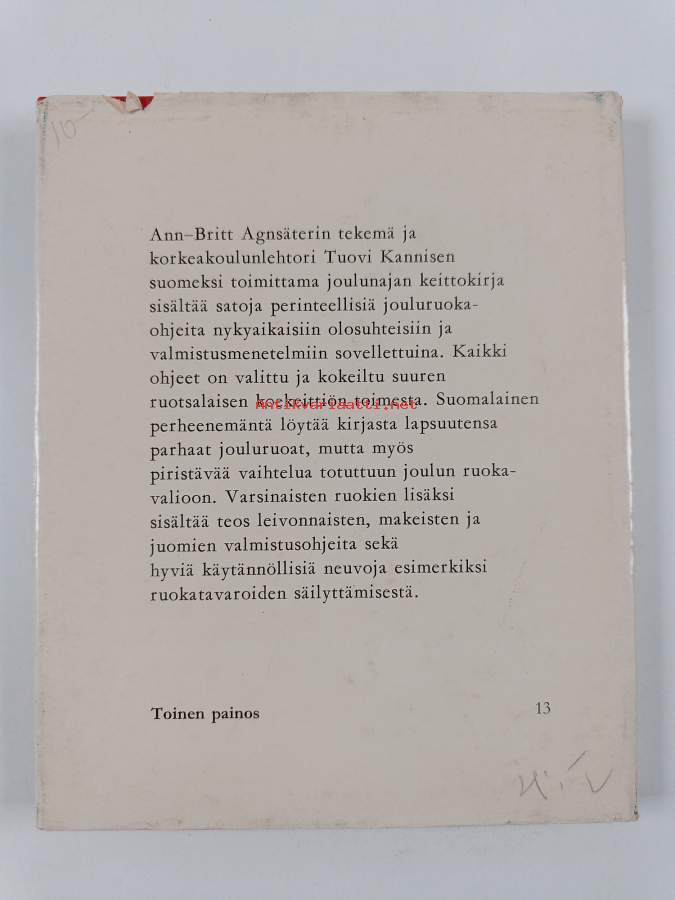 10-
Ann–Britt Agnsäterin tekemä ja
korkeakoulunlehtori Tuovi Kannisen
suomeksi toimittama joulunajan keittokirja
sisältää satoja perinteellisiä jouluruoka-
ohjeita nykyaikaisiin olosuhteisiin ja
valmistusmenetelmiin sovellettuina. Kaikki
ohjeet on valittu ja kokeiltu suuren
ruotsalaisen koekeittiön toimesta. Suomalainen
antikvariaatti.net
perheenemäntä löytää kirjasta lapsuutensa
parhaat jouluruoat, mutta myös
piristävää vaihtelua totuttuun joulun ruoka-
valioon. Varsinaisten ruokien lisäksi
sisältää teos leivonnaisten, makeisten ja
juomien valmistusohjeita sekä
hyviä käytännöllisiä neuvoja esimerkiksi
ruokatavaroiden säilyttämisestä.
Toinen painos
13